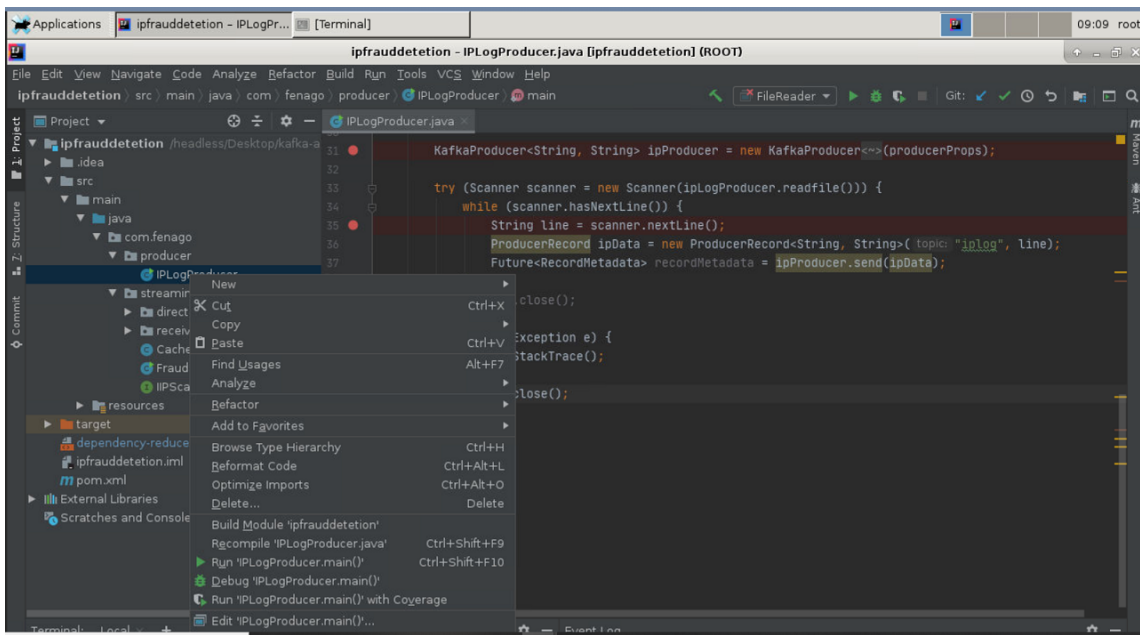 Applications ipfrauddetetion – IPLogPr... [Terminal] 09:09 root
ipfrauddetetion – IPLogProducer.java [ipfrauddetetion] (ROOT)
File Edit View Navigate Code Analyze Refactor Build Run Tools VCS Window Help
ipfrauddetetion src main java com fenago producer IPLogProducer main FileReader Git:
Project IPLogProducer.java
1: Project
Z: Structure
Commit
Maven
Ant
ipfrauddetetion /headless/Desktop/kafka-a
.idea
src
main
java
com.fenago
producer
IPLogProducer
streamin
direct
receiv
Cache
Fraud
IIPSca
resources
target
dependency-reduce
ipfrauddetetion.iml
pom.xml
External Libraries
Scratches and Console
31 KafkaProducer<String, String> ipProducer = new KafkaProducer<~>(producerProps);
32
33 try (Scanner scanner = new Scanner(ipLogProducer.readfile())) {
34 while (scanner.hasNextLine()) {
35 String line = scanner.nextLine();
36 ProducerRecord ipData = new ProducerRecord<String, String>( topic: "iplog", line);
37 Future<RecordMetadata> recordMetadata = ipProducer.send(ipData);
.close();
Exception e) {
StackTrace();
close();
New
Cut Ctrl+X
Copy
Paste Ctrl+V
Find Usages Alt+F7
Analyze
Refactor
Add to Favorites
Browse Type Hierarchy Ctrl+H
Reformat Code Ctrl+Alt+L
Optimize Imports Ctrl+Alt+O
Delete... Delete
Build Module 'ipfrauddetetion'
Recompile 'IPLogProducer.java' Ctrl+Shift+F9
Run 'IPLogProducer.main()' Ctrl+Shift+F10
Debug 'IPLogProducer.main()'
Run 'IPLogProducer.main()' with Coverage
Edit 'IPLogProducer.main()'...
Terminal: Local + Event Log